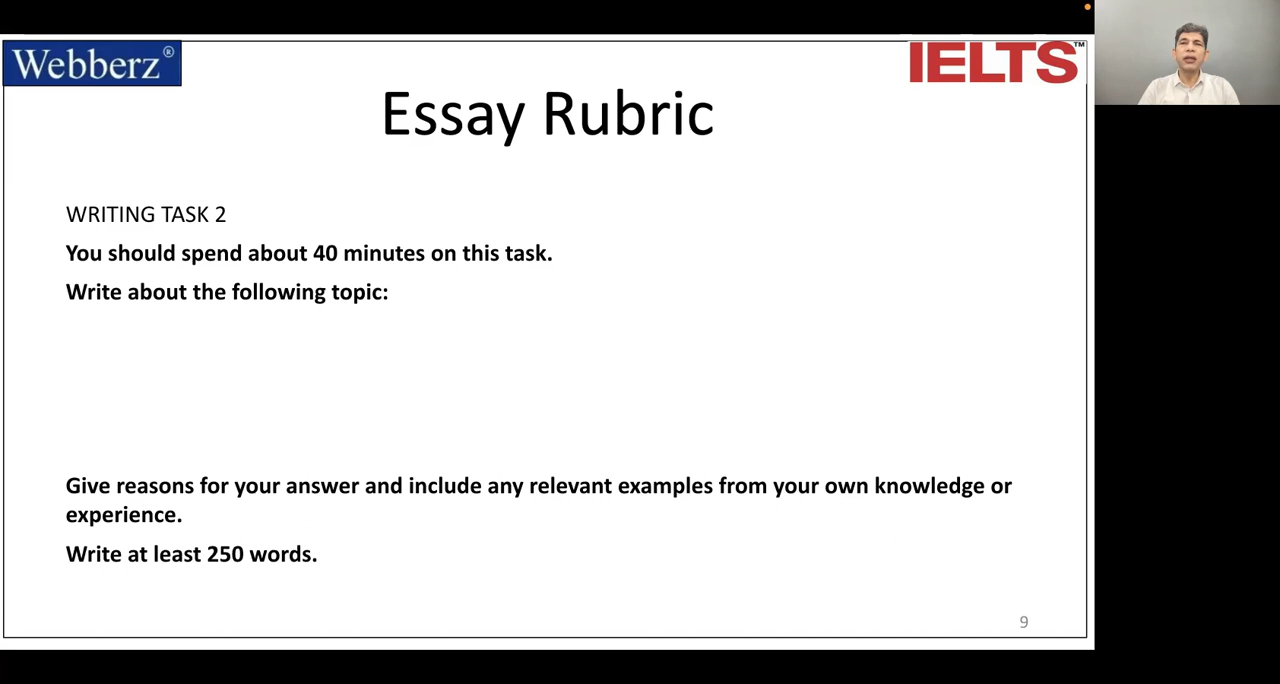 Webberz®
IELTS™
Essay Rubric
WRITING TASK 2
You should spend about 40 minutes on this task.
Write about the following topic:
Give reasons for your answer and include any relevant examples from your own knowledge or
experience.
Write at least 250 words.
9